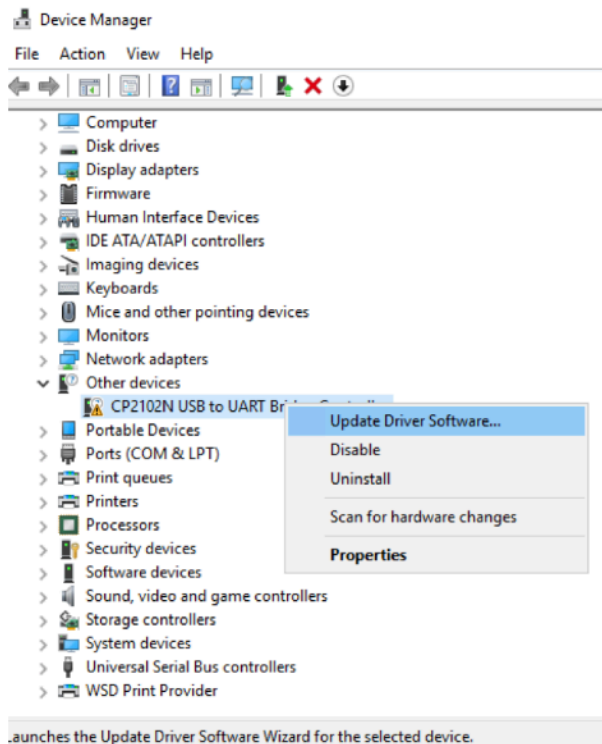 Device Manager
File Action View Help
Computer
Disk drives
Display adapters
Firmware
Human Interface Devices
IDE ATA/ATAPI controllers
Imaging devices
Keyboards
Mice and other pointing devices
Monitors
Network adapters
Other devices
CP2102N USB to UART
Update Driver Software...
Disable
Uninstall
Scan for hardware changes
Properties
Portable Devices
Ports (COM & LPT)
Print queues
Printers
Processors
Security devices
Software devices
Sound, video and game controllers
Storage controllers
System devices
Universal Serial Bus controllers
WSD Print Provider
Launches the Update Driver Software Wizard for the selected device.